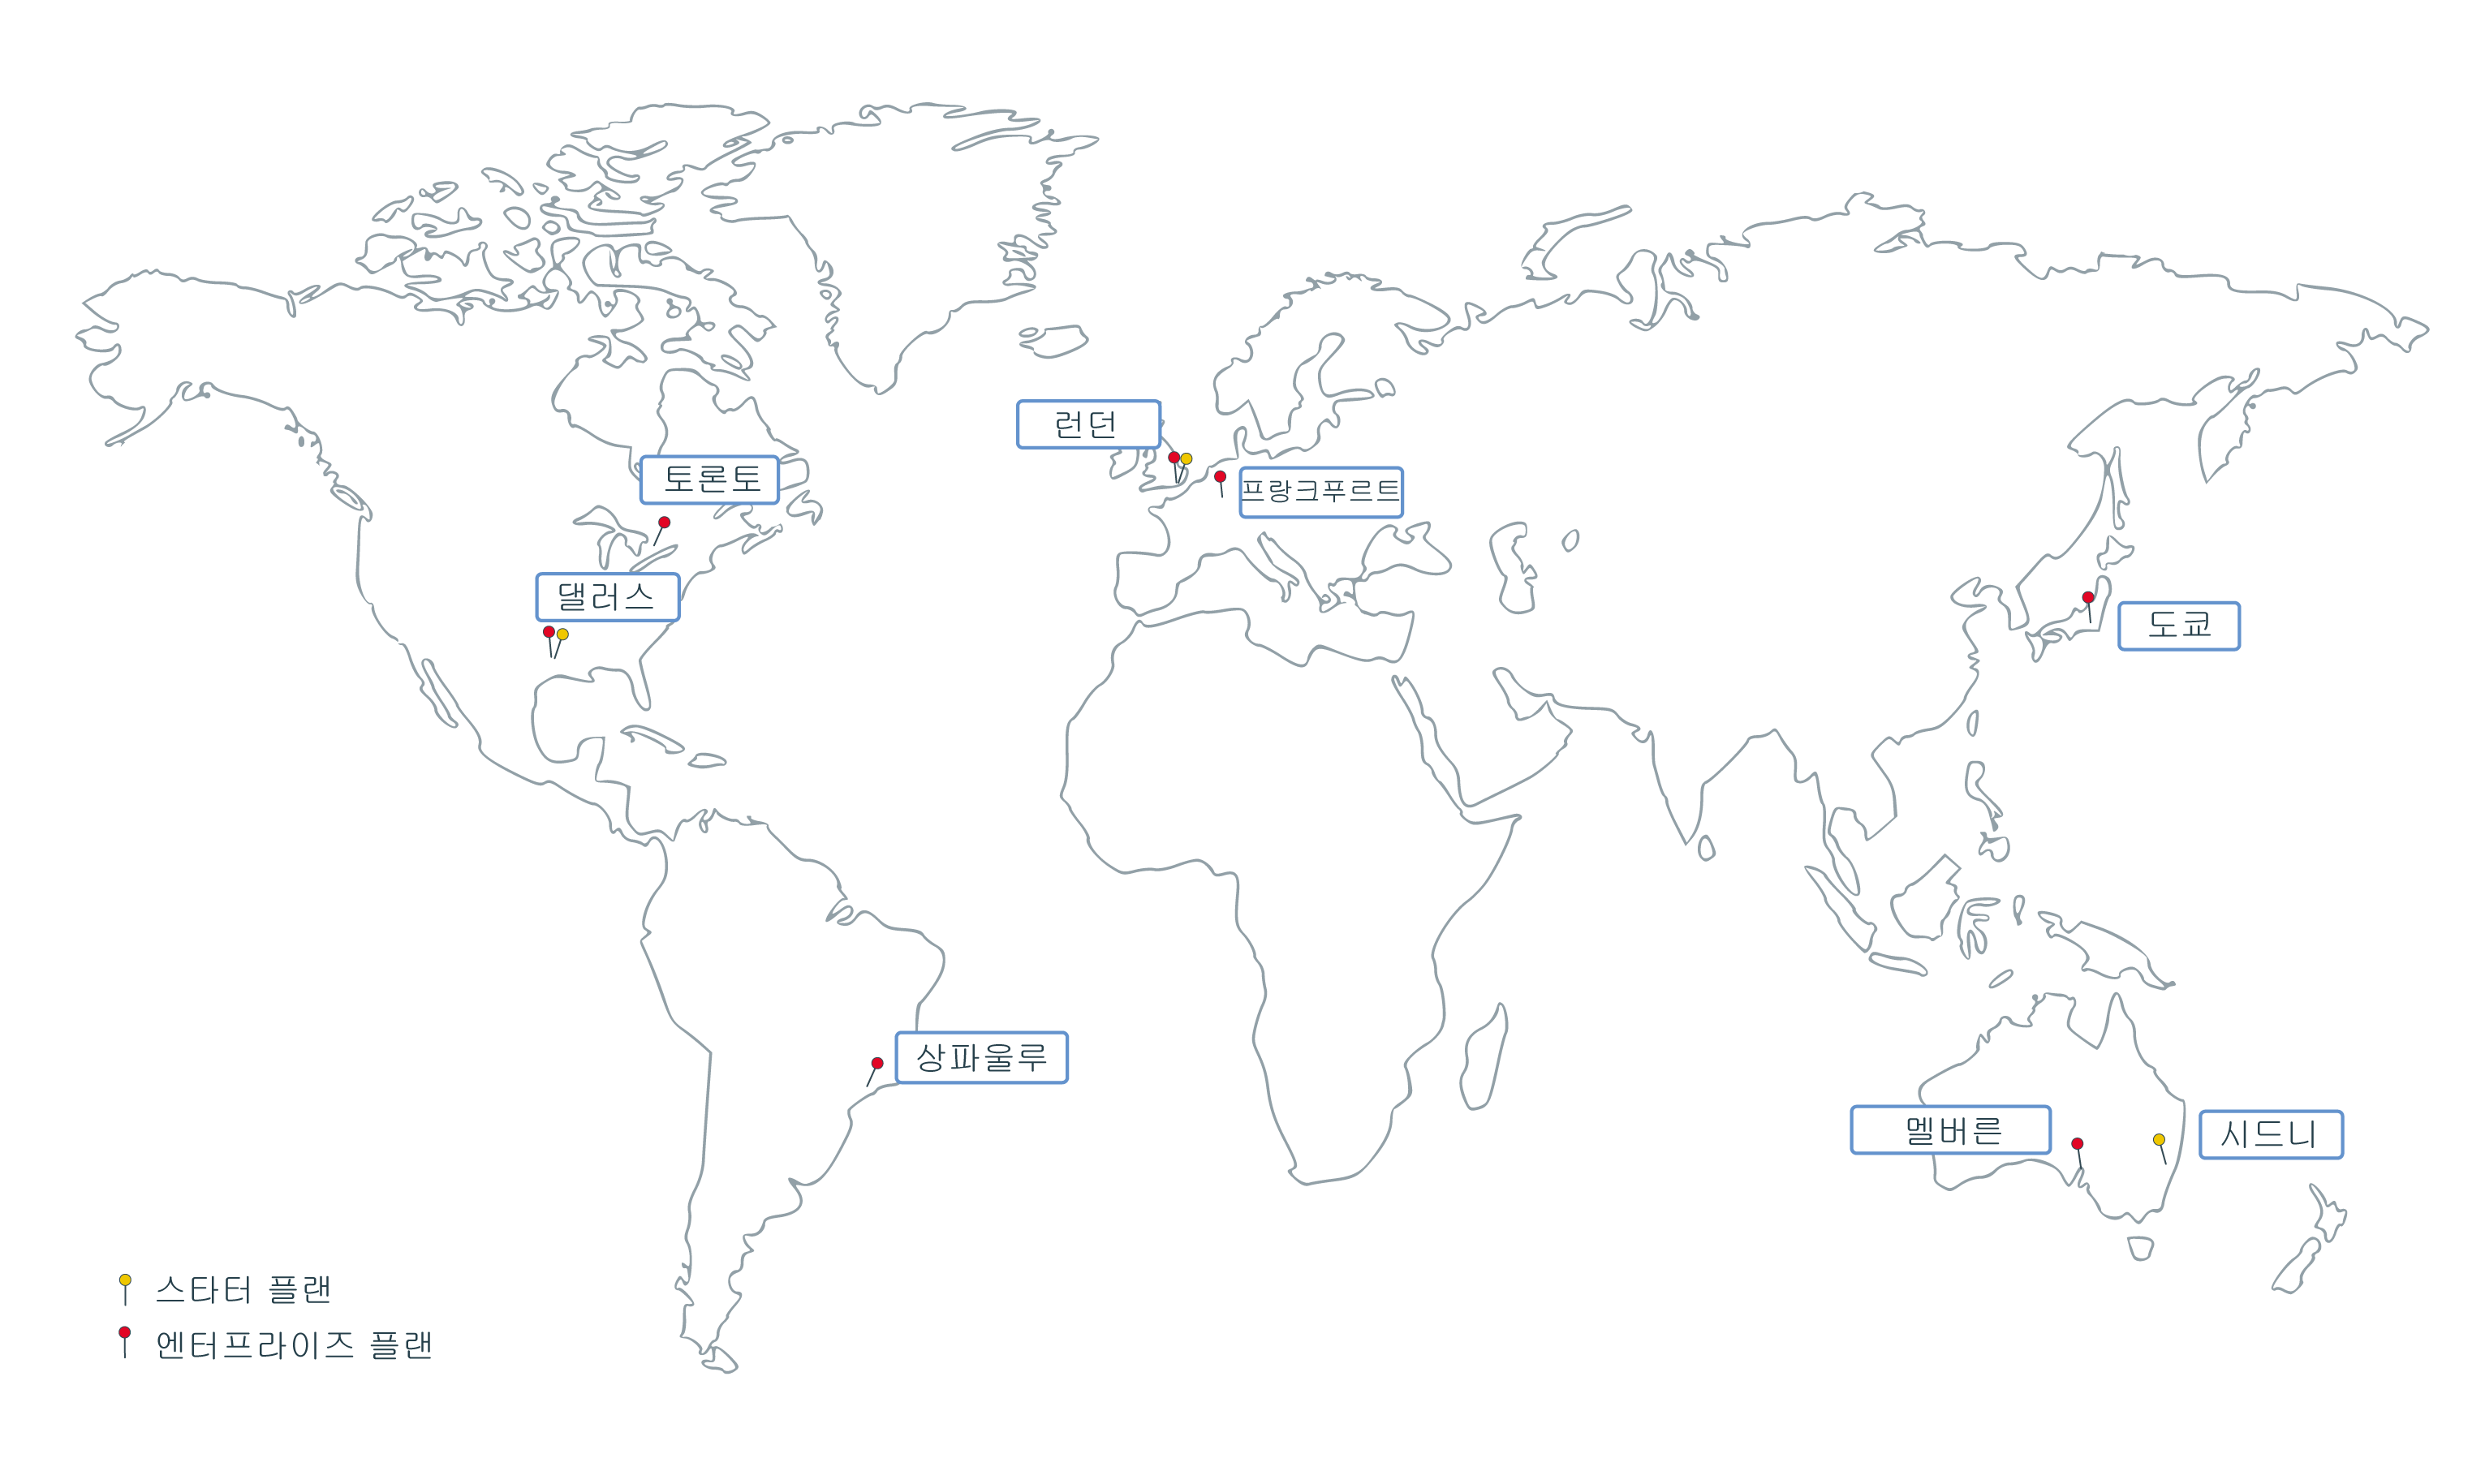 런던
토론토
프랑크푸르트
댈러스
도쿄
상파울루
멜버른
시드니
스타터 플랜
엔터프라이즈 플랜